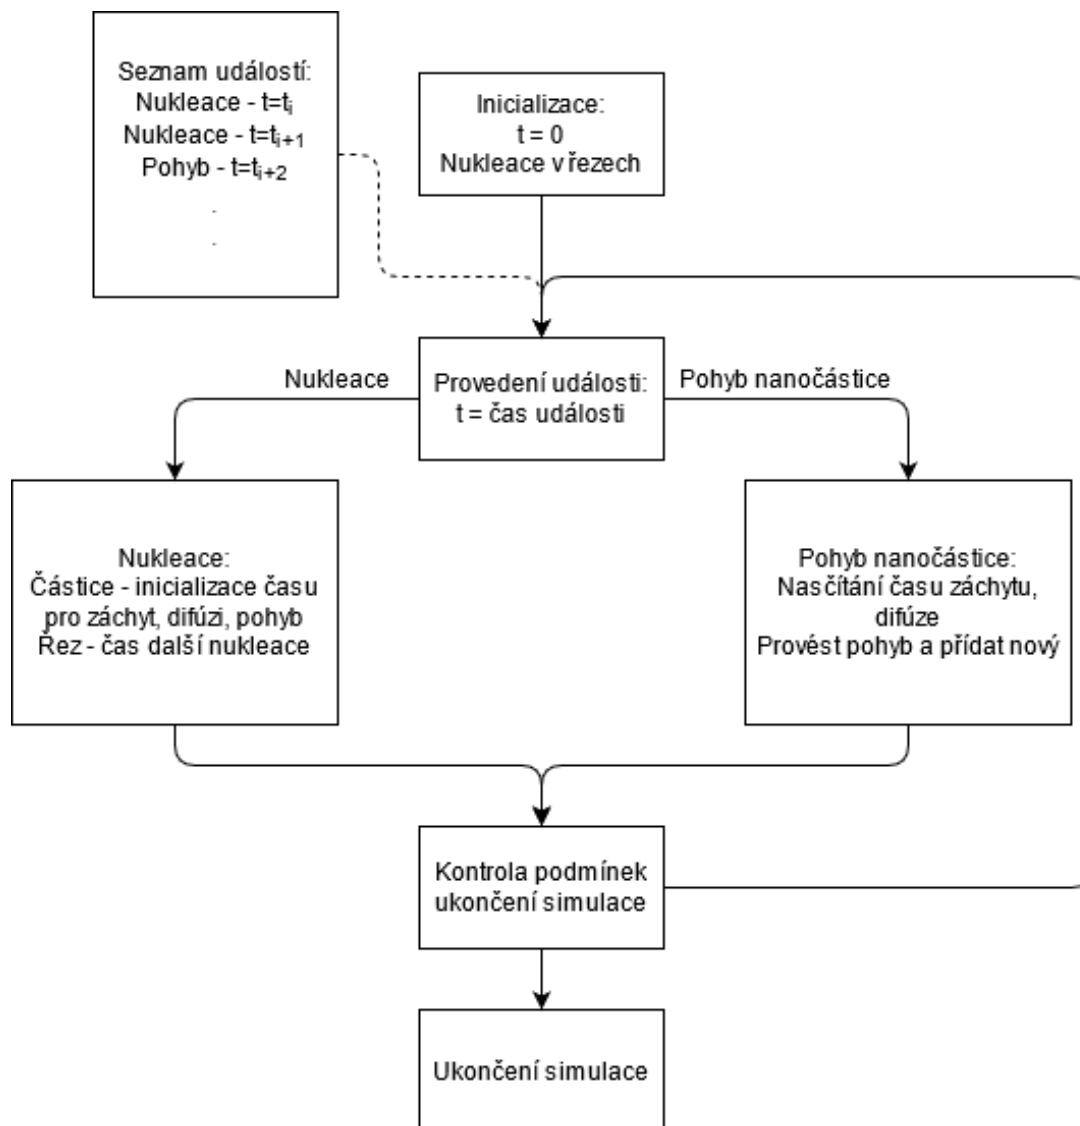 Seznam událostí:
Nukleace - t=tᵢ
Nukleace - t=tᵢ₊₁
Pohyb - t=tᵢ₊₂
.
.
Inicializace:
t = 0
Nukleace v řezech
Nukleace
Provedení události:
t = čas události
Pohyb nanočástice
Nukleace:
Částice - inicializace času
pro záchyt, difúzi, pohyb
Řez - čas další nukleace
Pohyb nanočástice:
Nasčítání času záchytu,
difúze
Provést pohyb a přídat nový
Kontrola podmínek
ukončení simulace
Ukončení simulace